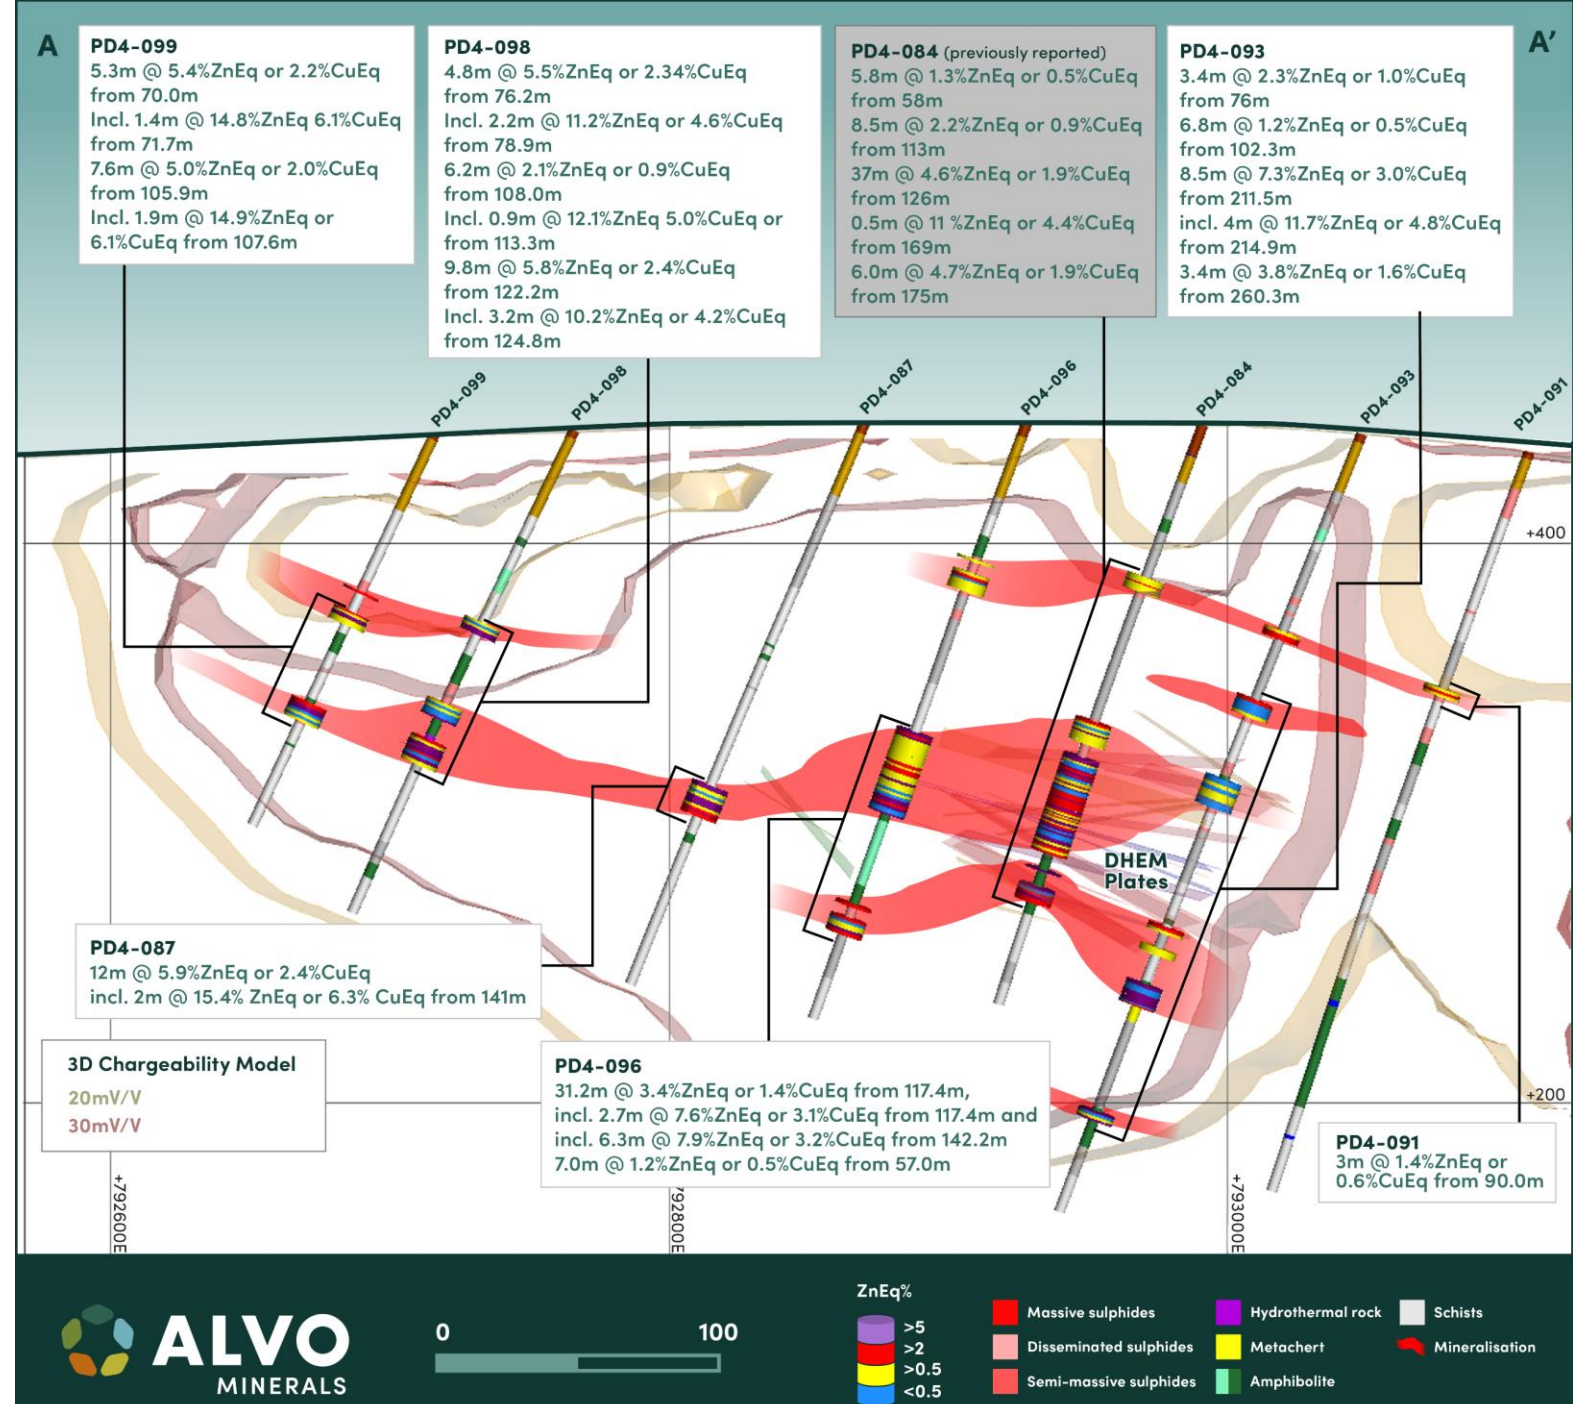 A
PD4-099
5.3m @ 5.4%ZnEq or 2.2%CuEq
from 70.0m
Incl. 1.4m @ 14.8%ZnEq 6.1%CuEq
from 71.7m
7.6m @ 5.0%ZnEq or 2.0%CuEq
from 105.9m
Incl. 1.9m @ 14.9%ZnEq or
6.1%CuEq from 107.6m
PD4-098
4.8m @ 5.5%ZnEq or 2.34%CuEq
from 76.2m
Incl. 2.2m @ 11.2%ZnEq or 4.6%CuEq
from 78.9m
6.2m @ 2.1%ZnEq or 0.9%CuEq
from 108.0m
Incl. 0.9m @ 12.1%ZnEq 5.0%CuEq or
from 113.3m
9.8m @ 5.8%ZnEq or 2.4%CuEq
from 122.2m
Incl. 3.2m @ 10.2%ZnEq or 4.2%CuEq
from 124.8m
PD4-084 (previously reported)
5.8m @ 1.3%ZnEq or 0.5%CuEq
from 58m
8.5m @ 2.2%ZnEq or 0.9%CuEq
from 113m
37m @ 4.6%ZnEq or 1.9%CuEq
from 126m
0.5m @ 11 %ZnEq or 4.4%CuEq
from 169m
6.0m @ 4.7%ZnEq or 1.9%CuEq
from 175m
PD4-093
3.4m @ 2.3%ZnEq or 1.0%CuEq
from 76m
6.8m @ 1.2%ZnEq or 0.5%CuEq
from 102.3m
8.5m @ 7.3%ZnEq or 3.0%CuEq
from 211.5m
incl. 4m @ 11.7%ZnEq or 4.8%CuEq
from 214.9m
3.4m @ 3.8%ZnEq or 1.6%CuEq
from 260.3m
A'
PD4-099
PD4-098
PD4-087
PD4-096
PD4-084
PD4-093
PD4-091
+400
DHEM
Plates
PD4-087
12m @ 5.9%ZnEq or 2.4%CuEq
incl. 2m @ 15.4% ZnEq or 6.3% CuEq from 141m
3D Chargeability Model
20mV/V
30mV/V
PD4-096
31.2m @ 3.4%ZnEq or 1.4%CuEq from 117.4m,
incl. 2.7m @ 7.6%ZnEq or 3.1%CuEq from 117.4m and
incl. 6.3m @ 7.9%ZnEq or 3.2%CuEq from 142.2m
7.0m @ 1.2%ZnEq or 0.5%CuEq from 57.0m
+200
PD4-091
3m @ 1.4%ZnEq or
0.6%CuEq from 90.0m
+792600E
792800E
+793000E
ALVO
MINERALS
0
100
ZnEq%
>5
>2
>0.5
<0.5
Massive sulphides
Disseminated sulphides
Semi-massive sulphides
Hydrothermal rock
Metachert
Amphibolite
Schists
Mineralisation